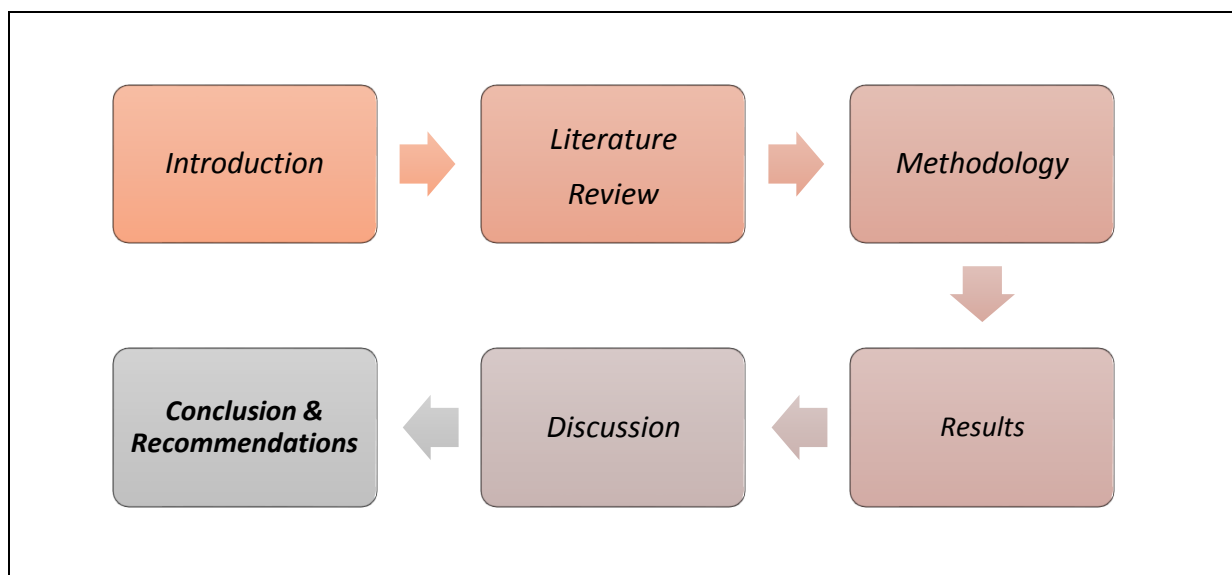 Introduction
Literature
Review
Methodology
Results
Discussion
Conclusion &
Recommendations